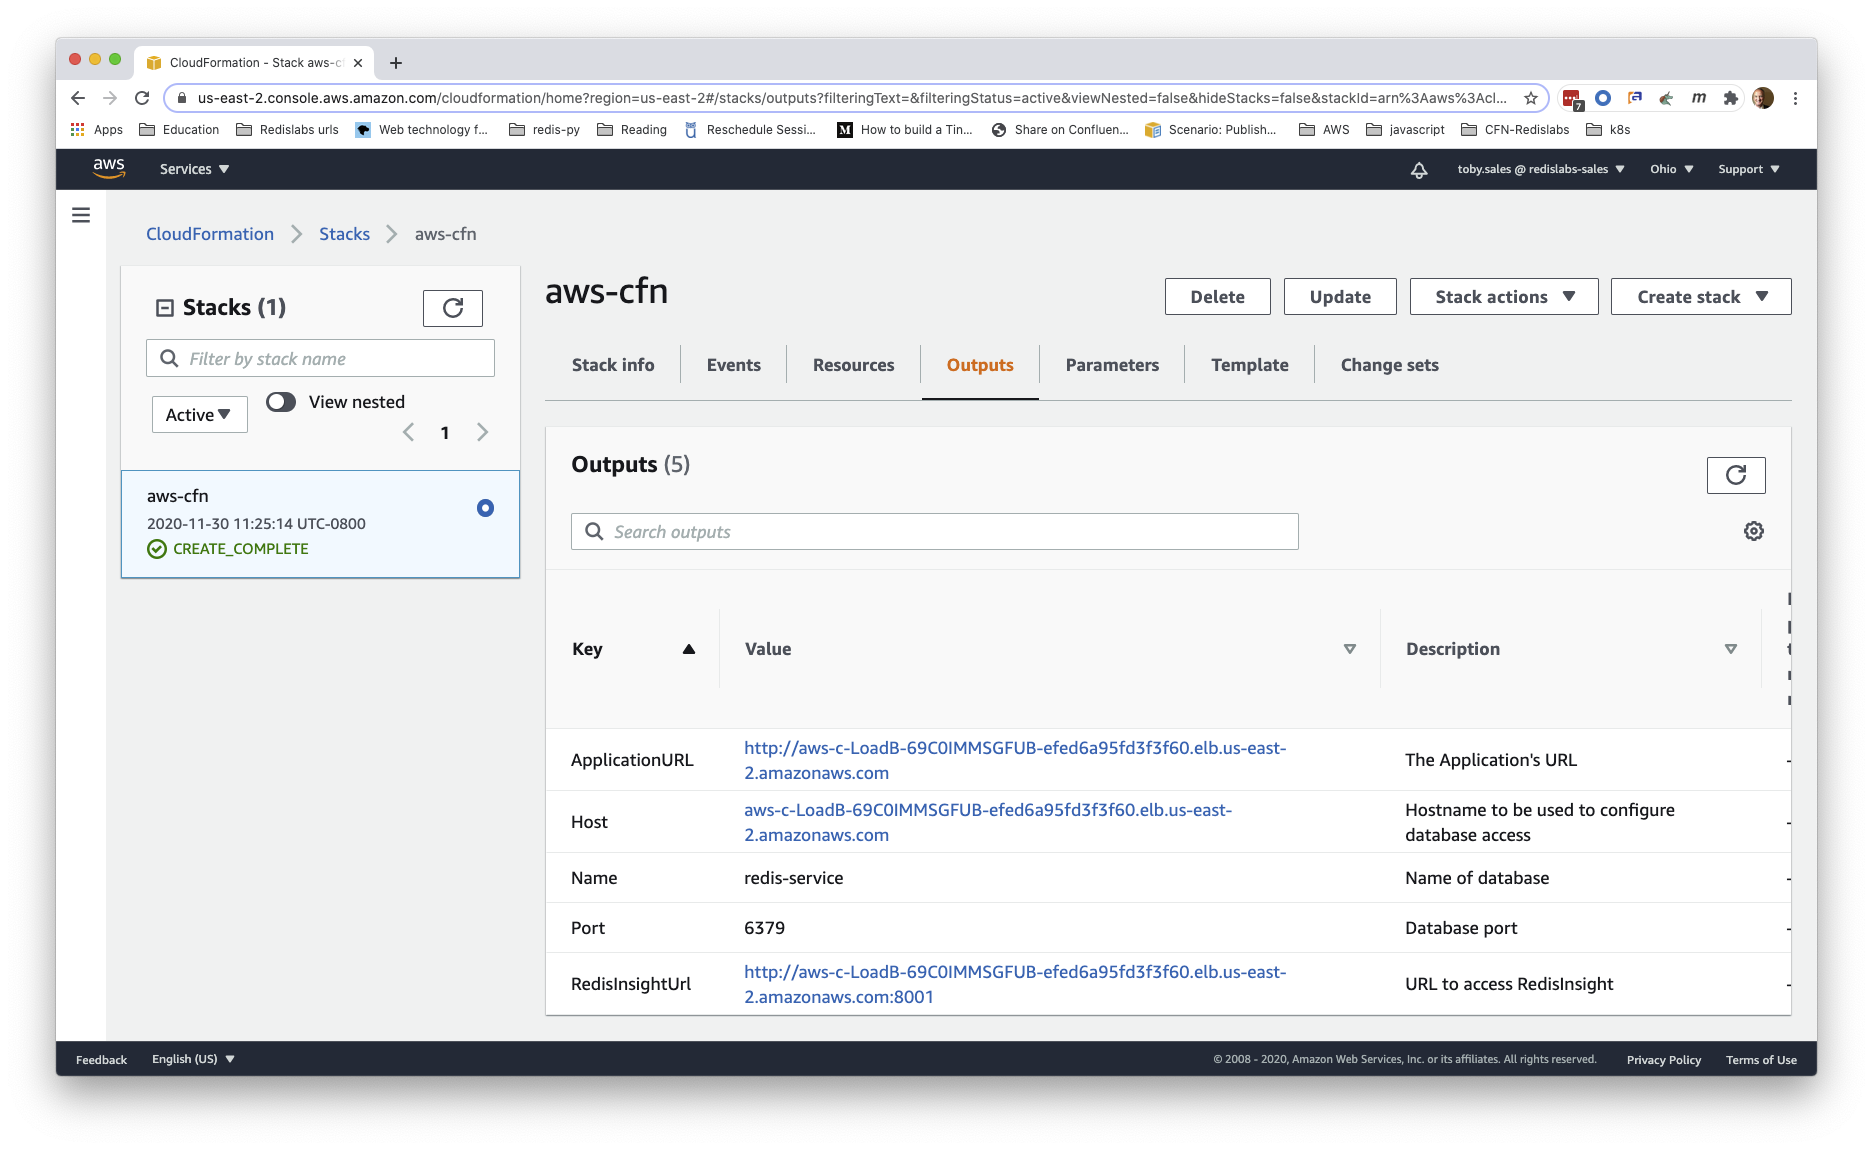 CloudFormation - Stack aws-c
us-east-2.console.aws.amazon.com/cloudformation/home?region=us-east-2#/stacks/outputs?filteringText=&filteringStatus=active&viewNested=false&hideStacks=false&stackId=arn%3Aaws%3Acl...
7
m
Apps Education Redislabs urls Web technology f... redis-py Reading Reschedule Sessi... M How to build a Tin... Share on Confluen... Scenario: Publish... AWS javascript CFN-Redislabs k8s
aws Services toby.sales @ redislabs-sales Ohio Support
CloudFormation Stacks aws-cfn
Stacks (1)
Filter by stack name
Active
View nested
1
aws-cfn
2020-11-30 11:25:14 UTC-0800
CREATE_COMPLETE
aws-cfn
Delete Update Stack actions Create stack
Stack info Events Resources Outputs Parameters Template Change sets
Outputs (5)
Search outputs
Key Value Description
ApplicationURL http://aws-c-LoadB-69C0IMMSGFUB-efed6a95fd3f3f60.elb.us-east-
2.amazonaws.com The Application's URL -
Host aws-c-LoadB-69C0IMMSGFUB-efed6a95fd3f3f60.elb.us-east-
2.amazonaws.com Hostname to be used to configure
database access -
Name redis-service Name of database -
Port 6379 Database port -
RedisInsightUrl http://aws-c-LoadB-69C0IMMSGFUB-efed6a95fd3f3f60.elb.us-east-
2.amazonaws.com:8001 URL to access RedisInsight -
Feedback English (US) © 2008 - 2020, Amazon Web Services, Inc. or its affiliates. All rights reserved. Privacy Policy Terms of Use